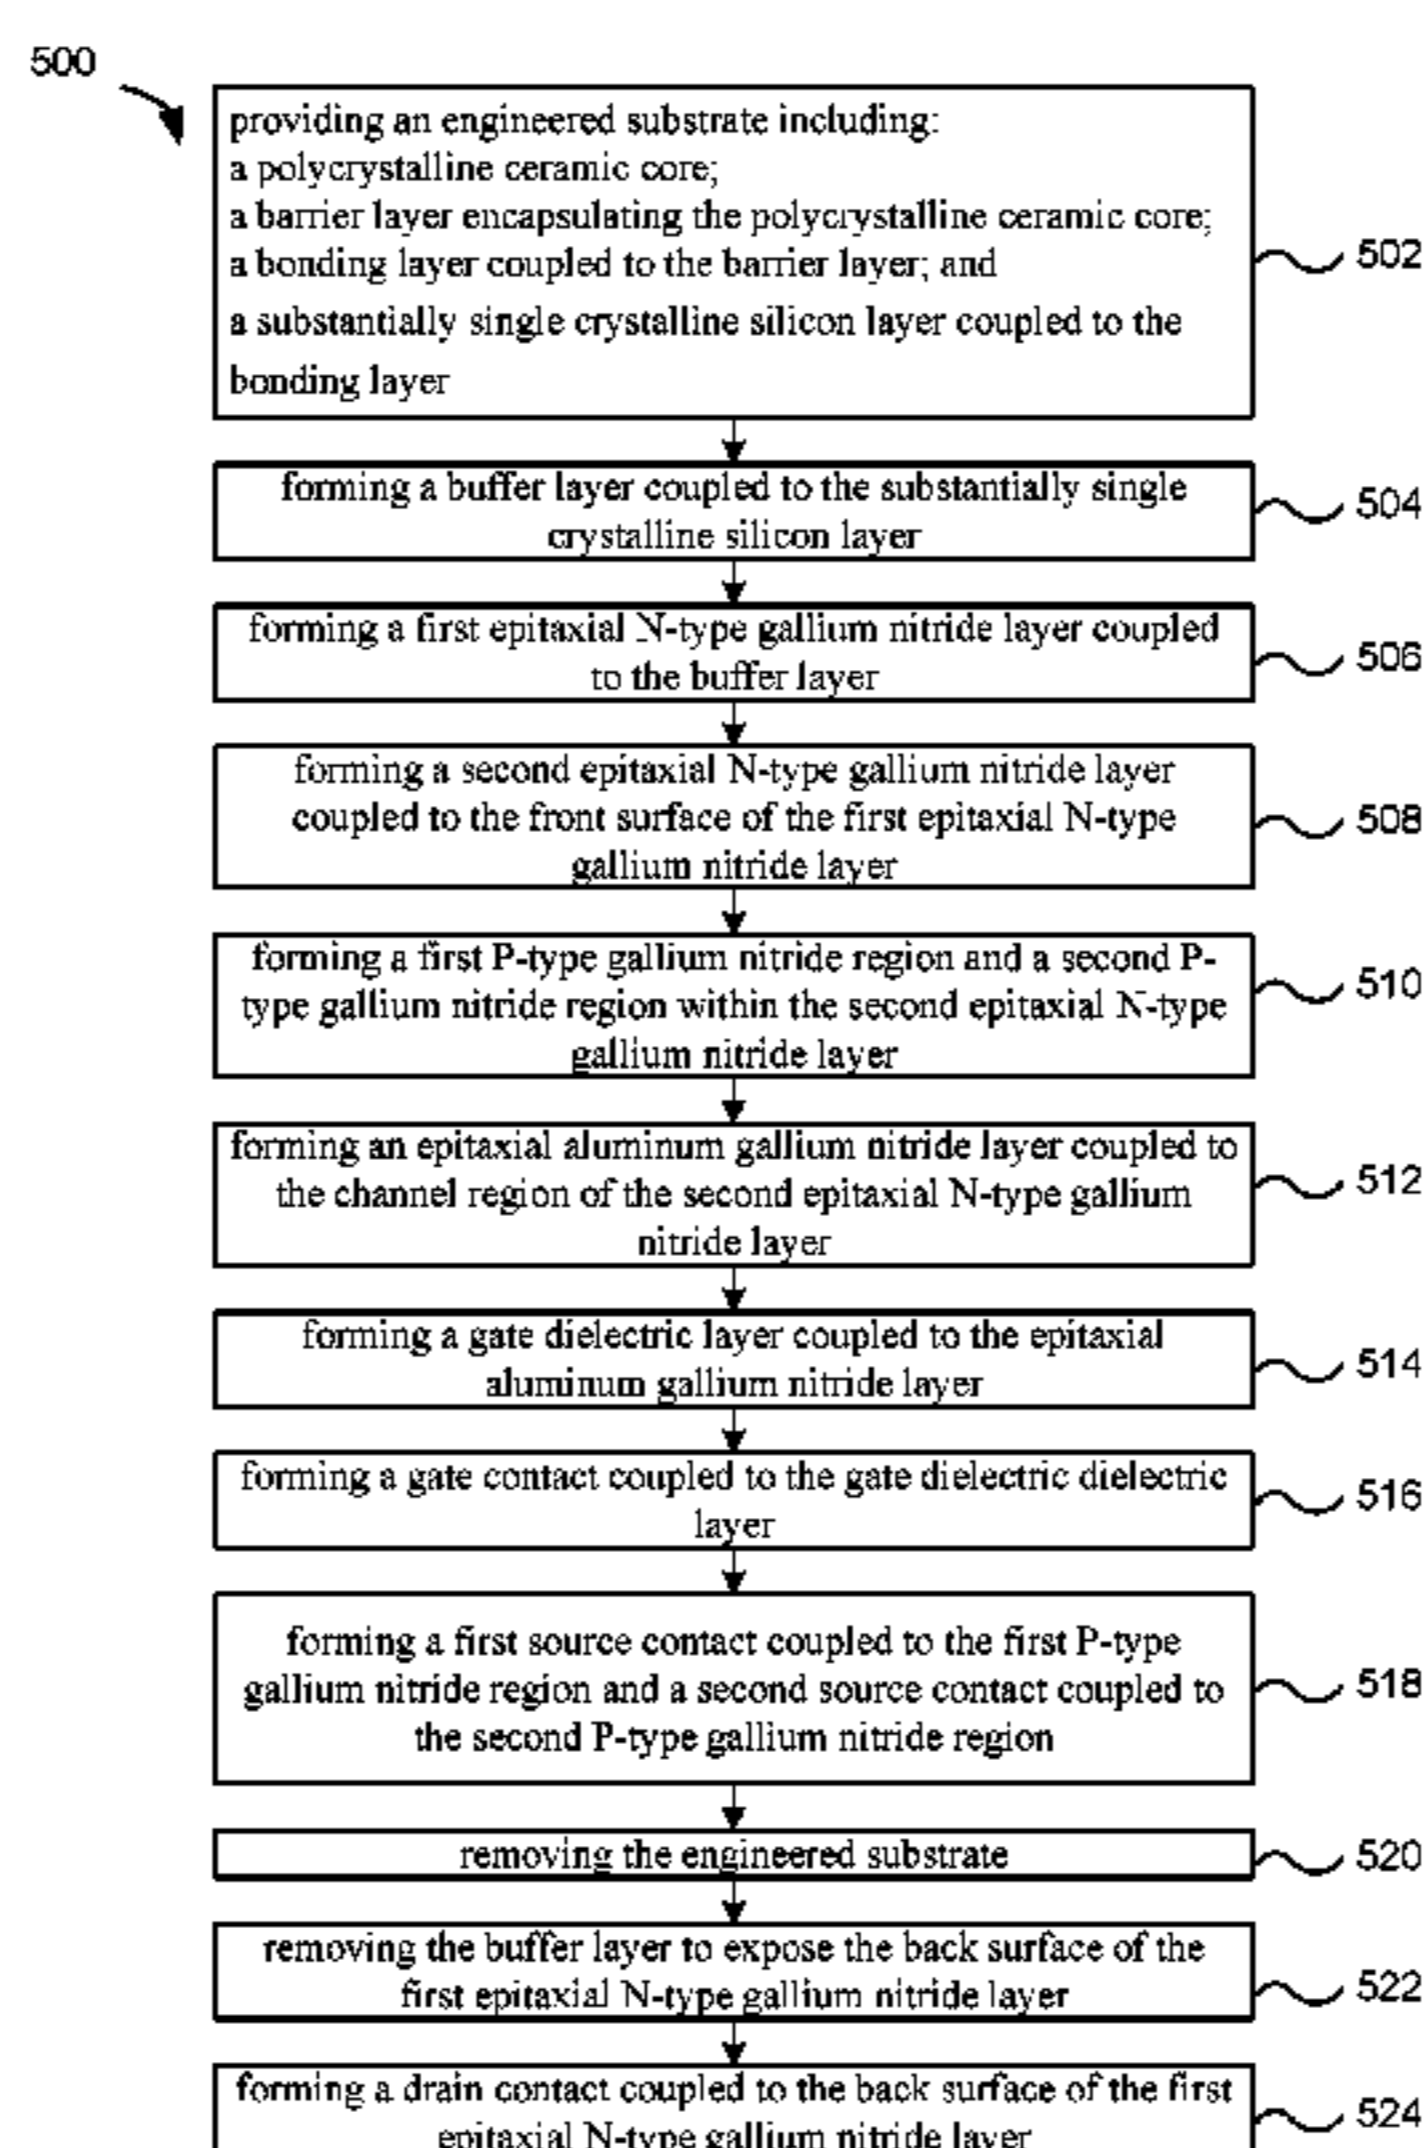 500
providing an engineered substrate including:
a polycrystalline ceramic core;
a barrier layer encapsulating the polycrystalline ceramic core;
a bonding layer coupled to the barrier layer; and
a substantially single crystalline silicon layer coupled to the
bonding layer
502
forming a buffer layer coupled to the substantially single
crystalline silicon layer
504
forming a first epitaxial N-type gallium nitride layer coupled
to the buffer layer
506
forming a second epitaxial N-type gallium nitride layer
coupled to the front surface of the first epitaxial N-type
gallium nitride layer
508
forming a first P-type gallium nitride region and a second P-
type gallium nitride region within the second epitaxial N-type
gallium nitride layer
510
forming an epitaxial aluminum gallium nitride layer coupled to
the channel region of the second epitaxial N-type gallium
nitride layer
512
forming a gate dielectric layer coupled to the epitaxial
aluminum gallium nitride layer
514
forming a gate contact coupled to the gate dielectric dielectric
layer
516
forming a first source contact coupled to the first P-type
gallium nitride region and a second source contact coupled to
the second P-type gallium nitride region
518
removing the engineered substrate
520
removing the buffer layer to expose the back surface of the
first epitaxial N-type gallium nitride layer
522
forming a drain contact coupled to the back surface of the first
epitaxial N-type gallium nitride layer
524